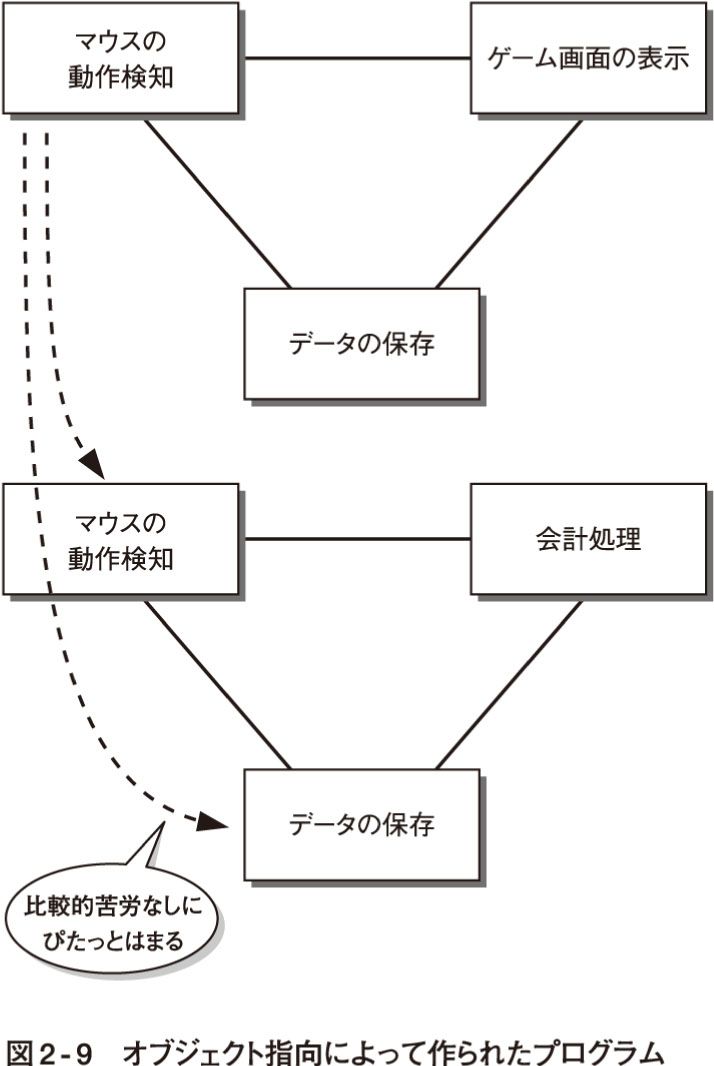 マウスの
動作検知
ゲーム画面の表示
データの保存
マウスの
動作検知
会計処理
データの保存
比較的苦労なしに
ぴたっとはまる
図2-9 オブジェクト指向によって作られたプログラム